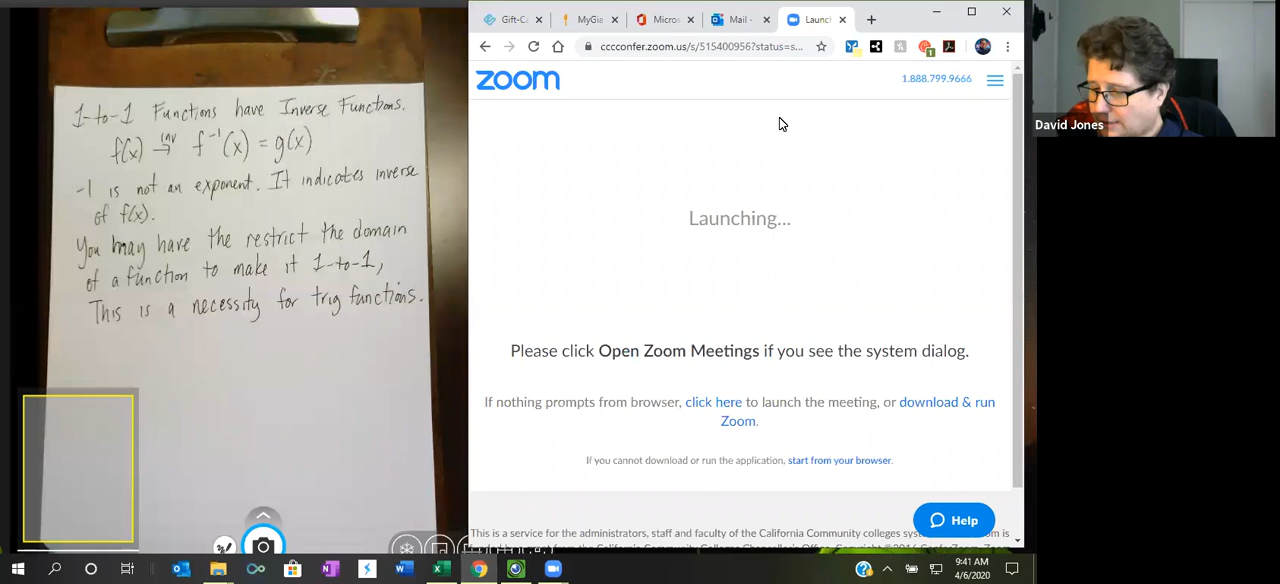 1-to-1 Functions have Inverse Functions.
f(x) inv→ f⁻¹(x) = g(x)
-1 is not an exponent. It indicates inverse
of f(x).
You may have the restrict the domain
of a function to make it 1-to-1,
This is a necessity for trig functions.
Gift-C
MyGia
Micros
Mail -
Launch
cccconfer.zoom.us/s/515400956?status=s...
zoom
1.888.799.9666
Launching...
Please click Open Zoom Meetings if you see the system dialog.
If nothing prompts from browser, click here to launch the meeting, or download & run
Zoom.
If you cannot download or run the application, start from your browser.
Help
This is a service for the administrators, staff and faculty of the California Community colleges
David Jones
9:41 AM
4/6/2020